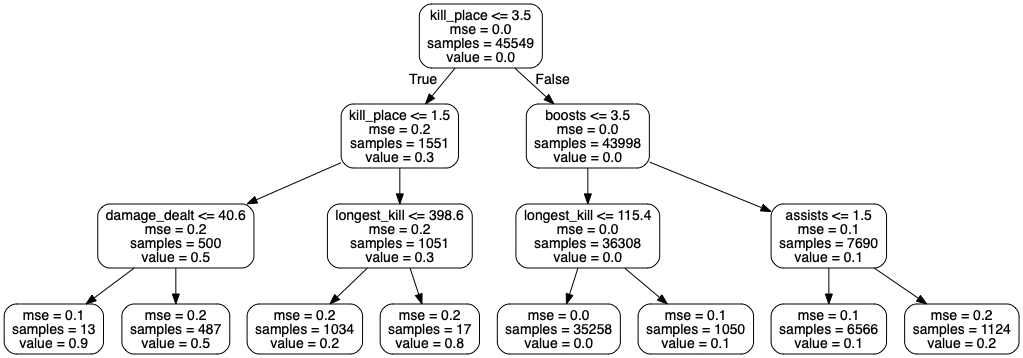 kill_place <= 3.5
mse = 0.0
samples = 45549
value = 0.0
True
False
kill_place <= 1.5
mse = 0.2
samples = 1551
value = 0.3
boosts <= 3.5
mse = 0.0
samples = 43998
value = 0.0
damage_dealt <= 40.6
mse = 0.2
samples = 500
value = 0.5
longest_kill <= 398.6
mse = 0.2
samples = 1051
value = 0.3
longest_kill <= 115.4
mse = 0.0
samples = 36308
value = 0.0
assists <= 1.5
mse = 0.1
samples = 7690
value = 0.1
mse = 0.1
samples = 13
value = 0.9
mse = 0.2
samples = 487
value = 0.5
mse = 0.2
samples = 1034
value = 0.2
mse = 0.2
samples = 17
value = 0.8
mse = 0.0
samples = 35258
value = 0.0
mse = 0.1
samples = 1050
value = 0.1
mse = 0.1
samples = 6566
value = 0.1
mse = 0.2
samples = 1124
value = 0.2